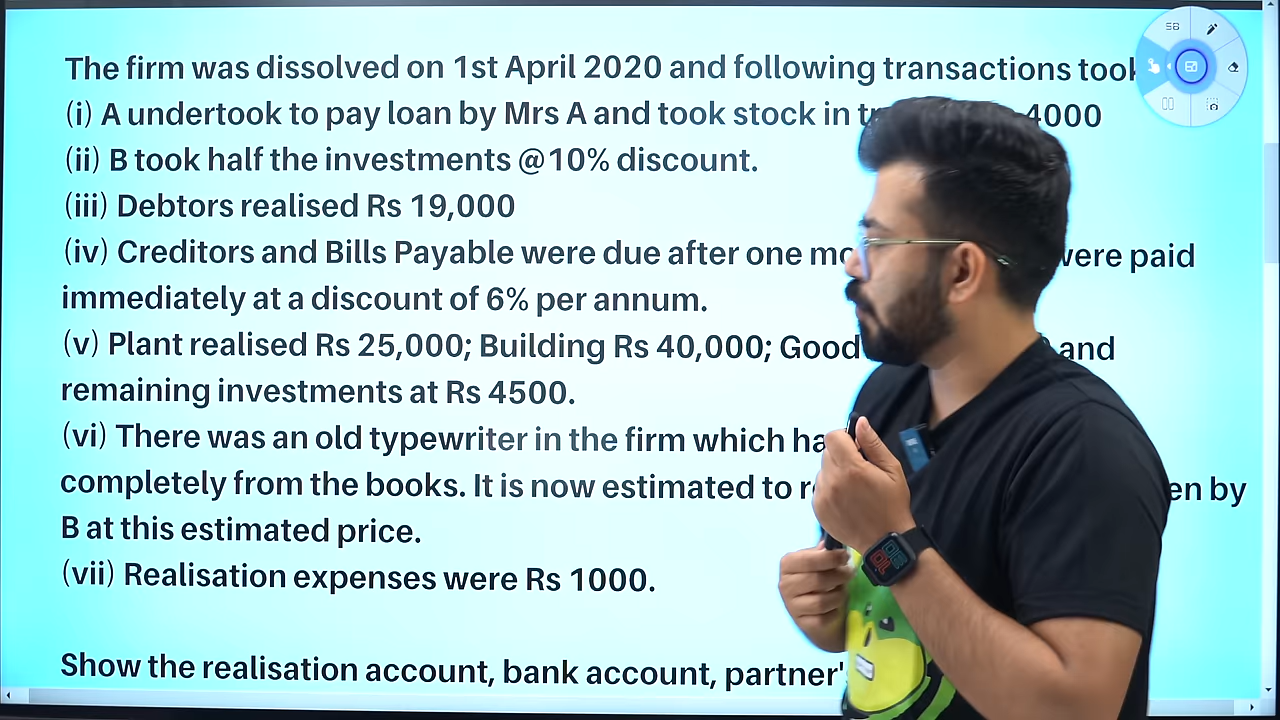 The firm was dissolved on 1st April 2020 and following transactions took
(i) A undertook to pay loan by Mrs A and took stock in 4000
(ii) B took half the investments @10% discount.
(iii) Debtors realised Rs 19,000
(iv) Creditors and Bills Payable were due after one were paid
immediately at a discount of 6% per annum.
(v) Plant realised Rs 25,000; Building Rs 40,000; and
remaining investments at Rs 4500.
(vi) There was an old typewriter in the firm which
completely from the books. It is now estimated to by
B at this estimated price.
(vii) Realisation expenses were Rs 1000.
Show the realisation account, bank account, partner'